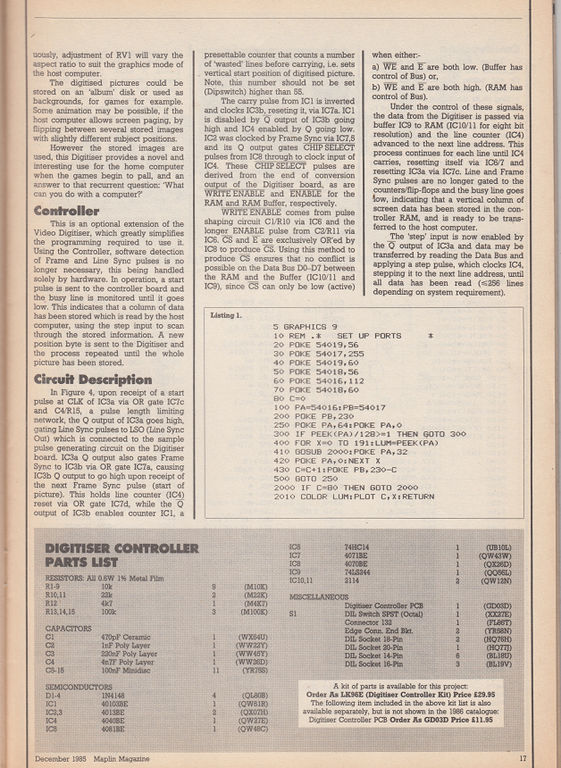 uously, adjustment of RV1 will vary the
aspect ratio to suit the graphics mode of
the host computer.
The digitised pictures could be
stored on an 'album' disk or used as
backgrounds, for games for example.
Some animation may be possible, if the
host computer allows screen paging, by
flipping between several stored images
with slightly different subject positions.
However the stored images are
used, this Digitiser provides a novel and
interesting use for the home computer
when the games begin to pall, and an
answer to that recurrent question: 'What
can you do with a computer?'
Controller
This is an optional extension of the
Video Digitiser, which greatly simplifies
the programming required to use it.
Using the Controller, software detection
of Frame and Line Sync pulses is no
longer necessary, this being handled
solely by hardware. In operation, a start
pulse is sent to the controller board and
the busy line is monitored until it goes
low. This indicates that a column of data
has been stored which is read by the host
computer, using the step input to scan
through the stored information. A new
position byte is sent to the Digitiser and
the process repeated until the whole
picture has been stored.
Circuit Description
In Figure 4, upon receipt of a start
pulse at CLK of IC3a via OR gate IC7c
and C4/R15, a pulse length limiting
network, the Q output of IC3a goes high,
gating Line Sync pulses to LSO (Line Sync
Out) which is connected to the sample
pulse generating circuit on the Digitiser
board. IC3a Q output also gates Frame
Sync to IC3b via OR gate IC7a, causing
IC3b Q output to go high upon receipt of
the next Frame Sync pulse (start of
picture). This holds line counter (IC4)
reset via OR gate IC7d, while the Q
output of IC3b enables counter IC1, a
presettable counter that counts a number
of 'wasted' lines before carrying, i.e. sets
vertical start position of digitised picture.
Note, this number should not be set
(Dipswitch) higher than 55.
The carry pulse from IC1 is inverted
and clocks IC3b, reseting it, via IC7a. IC1
is disabled by Q̅ output of IC3b going
high and IC4 enabled by Q going low.
IC2 was clocked by Frame Sync via IC7,5
and its Q output gates C̅H̅I̅P̅ S̅E̅L̅E̅C̅T̅
pulses from IC8 through to clock input of
IC4. These C̅H̅I̅P̅ S̅E̅L̅E̅C̅T̅ pulses are
derived from the end of conversion
output of the Digitiser board, as are
W̅R̅I̅T̅E̅ E̅N̅A̅B̅L̅E̅ and E̅N̅A̅B̅L̅E̅ for the
RAM and RAM Buffer, respectively.
W̅R̅I̅T̅E̅ E̅N̅A̅B̅L̅E̅ comes from pulse
shaping circuit C1/R10 via IC6 and the
longer ENABLE pulse from C2/R11 via
IC6. C̅S̅ and E̅ are exclusively OR'ed by
IC8 to produce C̅S̅. Using this method to
produce C̅S̅ ensures that no conflict is
possible on the Data Bus D0-D7 between
the RAM and the Buffer (IC10/11 and
IC9), since C̅S̅ can only be low (active)
when either:-
a) W̅E̅ and E̅ are both low. (Buffer has
control of Bus) or,
b) W̅E̅ and E̅ are both high. (RAM has
control of Bus).
Under the control of these signals,
the data from the Digitiser is passed via
buffer IC9 to RAM (IC10/11 for eight bit
resolution) and the line counter (IC4)
advanced to the next line address. This
process continues for each line until IC4
carries, resetting itself via IC6/7 and
resetting IC3a via IC7c. Line and Frame
Sync pulses are no longer gated to the
counters/flip-flops and the busy line goes
low, indicating that a vertical column of
screen data has been stored in the con-
troller RAM, and is ready to be trans-
ferred to the host computer.
The 'step' input is now enabled by
the Q̅ output of IC3a and data may be
transferred by reading the Data Bus and
applying a step pulse, which clocks IC4,
stepping it to the next line address, until
all data has been read (≤256 lines
depending on system requirement).
Listing 1.
5 GRAPHICS 9
10 REM .* SET UP PORTS *
20 POKE 54019,56
30 POKE 54017,255
40 POKE 54019,60
50 POKE 54018,56
60 POKE 54016,112
70 POKE 54018,60
80 C=0
100 PA=54016:PB=54017
200 POKE PB,230
250 POKE PA,64:POKE PA,0
300 IF PEEK(PA)/128>=1 THEN GOTO 300
400 FOR X=0 TO 191:LUM=PEEK(PA)
410 GOSUB 2000:POKE PA,32
420 POKE PA,0:NEXT X
430 C=C+1:POKE PB,230-C
500 GOTO 250
2000 IF C=80 THEN GOTO 2000
2010 COLOR LUM:PLOT C,X:RETURN
DIGITISER CONTROLLER
PARTS LIST
RESISTORS: All 0.6W 1% Metal Film
R1-9 10k 9 (M10K)
R10,11 22k 2 (M22K)
R12 4k7 1 (M4K7)
R13,14,15 100k 3 (M100K)
CAPACITORS
C1 470pF Ceramic 1 (WX64U)
C2 1nF Poly Layer 1 (WW22Y)
C3 220nF Poly Layer 1 (WW45Y)
C4 4n7F Poly Layer 1 (WW26D)
C5-15 100nF Minidisc 11 (YR75S)
SEMICONDUCTORS
D1-4 1N4148 4 (QL80B)
IC1 40103BE 1 (QW61R)
IC2,3 4013BE 2 (QX07H)
IC4 4040BE 1 (QW27E)
IC5 4081BE 1 (QW48C)
IC6 74HC14 1 (UB10L)
IC7 4071BE 1 (QW43W)
IC8 4070BE 1 (QX26D)
IC9 74LS244 1 (QQ56L)
IC10,11 2114 2 (QW12N)
MISCELLANEOUS
Digitiser Controller PCB 1 (GD03D)
S1 DIL Switch SPST (Octal) 1 (XX27E)
Connector 132 1 (FL86T)
Edge Conn. End Bkt. 2 (YR58N)
DIL Socket 18-Pin 2 (HQ76H)
DIL Socket 20-Pin 1 (HQ77J)
DIL Socket 14-Pin 6 (BL18U)
DIL Socket 16-Pin 3 (BL19V)
A kit of parts is available for this project:
Order As LK96E (Digitiser Controller Kit) Price £29.95
The following item included in the above kit list is also
available separately, but is not shown in the 1986 catalogue:
Digitiser Controller PCB Order As GD03D Price £11.95
December 1985 Maplin Magazine
17